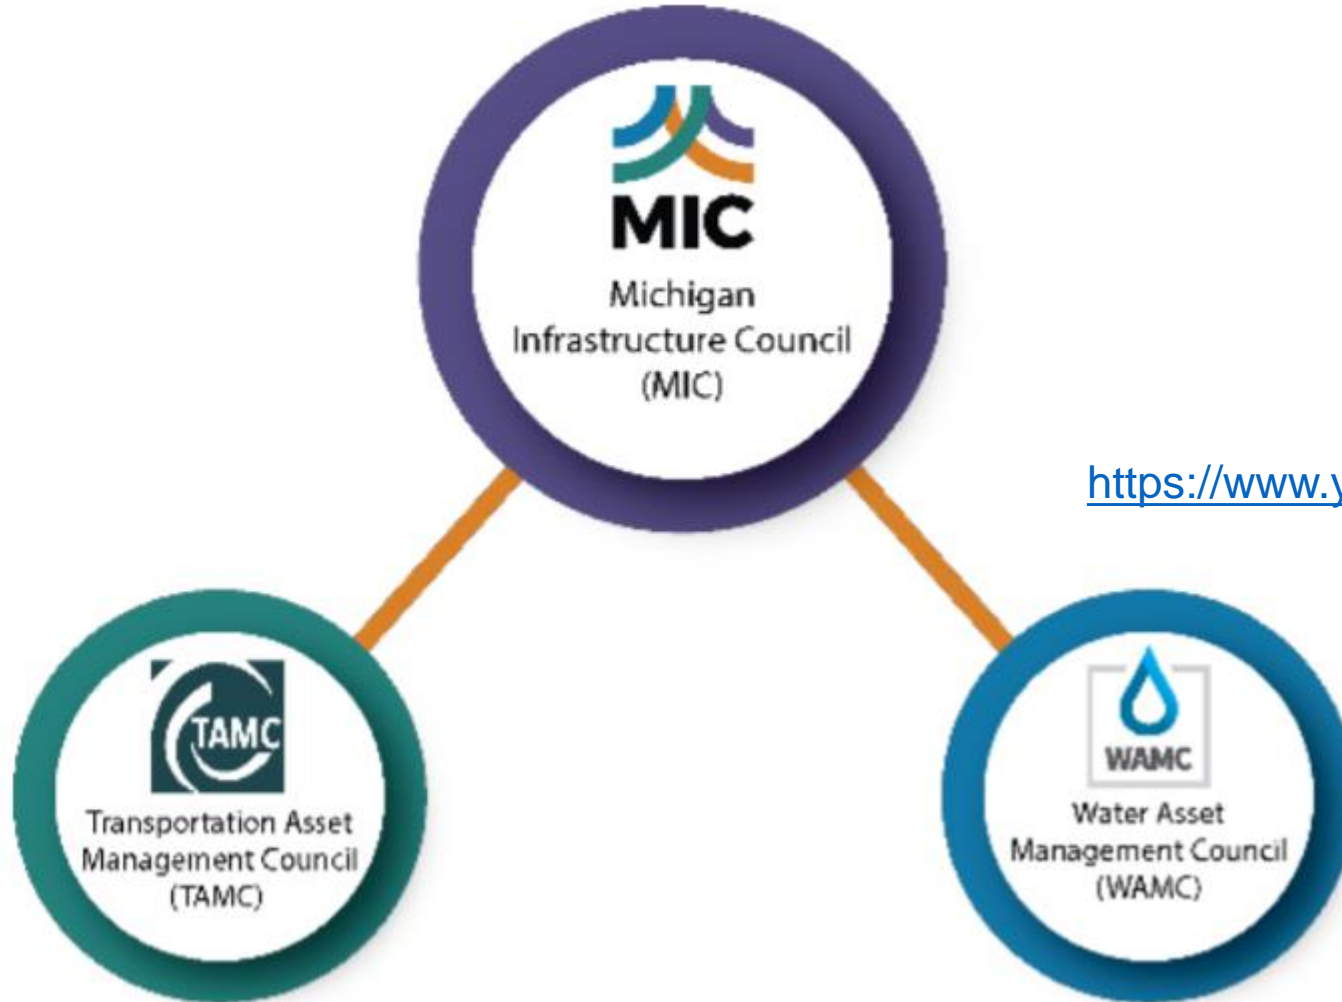 MIC
Michigan
Infrastructure Council
(MIC)
https://www.y
TAMC
Transportation Asset
Management Council
(TAMC)
WAMC
Water Asset
Management Council
(WAMC)